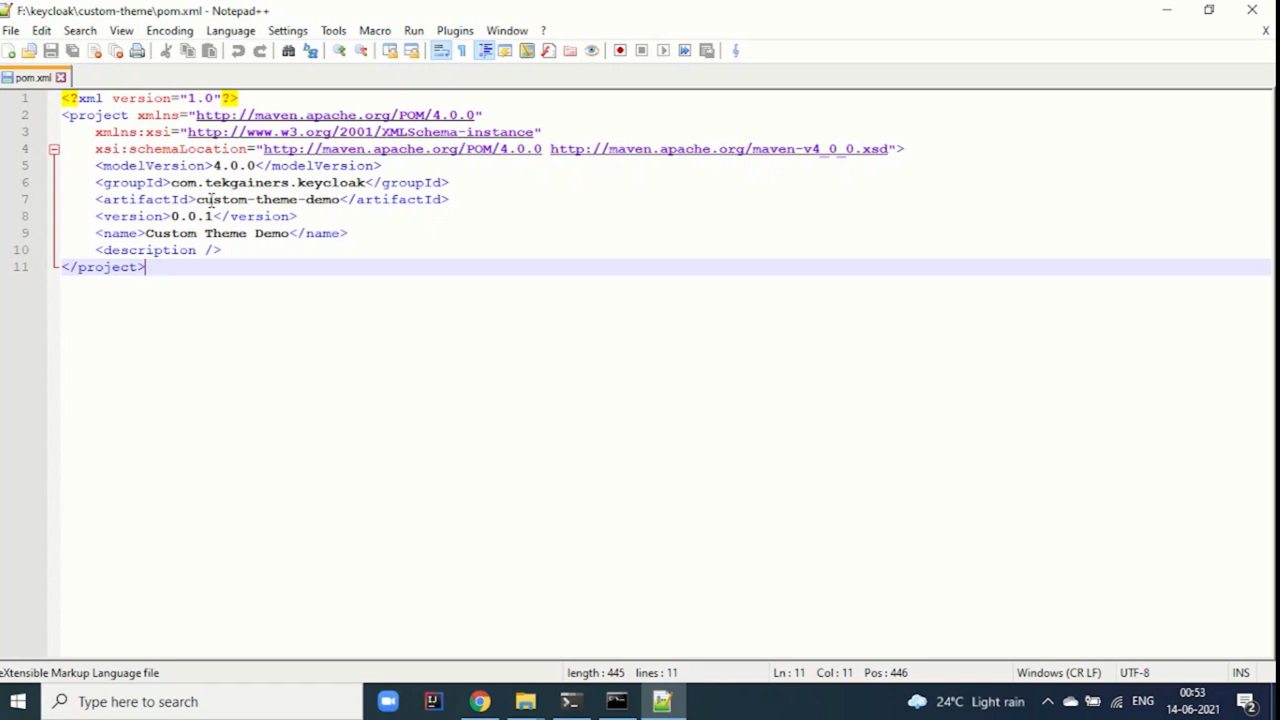 F:\keycloak\custom-theme\pom.xml - Notepad++
File Edit Search View Encoding Language Settings Tools Macro Run Plugins Window ? X
pom.xml
1 <?xml version="1.0"?>
2 <project xmlns="http://maven.apache.org/POM/4.0.0"
3 xmlns:xsi="http://www.w3.org/2001/XMLSchema-instance"
4 xsi:schemaLocation="http://maven.apache.org/POM/4.0.0 http://maven.apache.org/maven-v4_0_0.xsd">
5 <modelVersion>4.0.0</modelVersion>
6 <groupId>com.tekgainers.keycloak</groupId>
7 <artifactId>custom-theme-demo</artifactId>
8 <version>0.0.1</version>
9 <name>Custom Theme Demo</name>
10 <description />
11 </project>
eXtensible Markup Language file length : 445 lines : 11 Ln : 11 Col : 11 Pos : 446 Windows (CR LF) UTF-8 INS
Type here to search 24°C Light rain ENG 00:53
14-06-2021 2